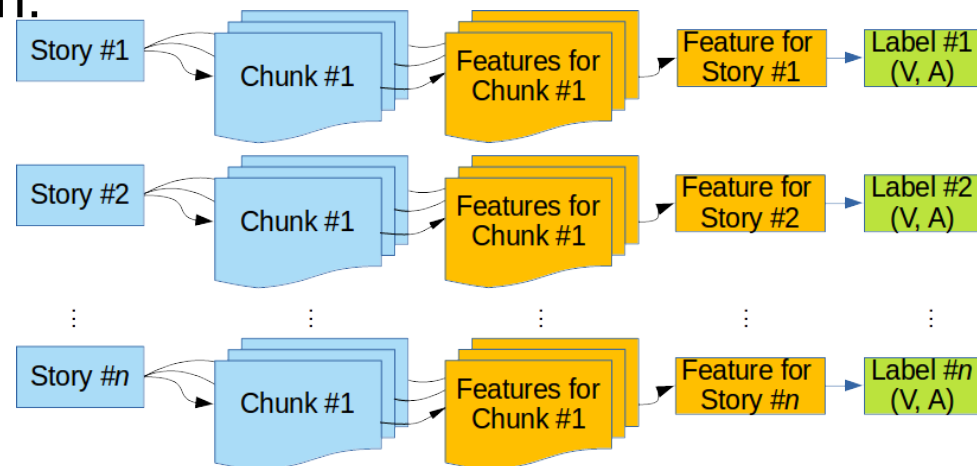 Story #1
Chunk #1
Features for
Chunk #1
Feature for
Story #1
Label #1
(V, A)
Story #2
Chunk #1
Features for
Chunk #1
Feature for
Story #2
Label #2
(V, A)
⋮ ⋮ ⋮ ⋮ ⋮
Story #n
Chunk #1
Features for
Chunk #1
Feature for
Story #n
Label #n
(V, A)